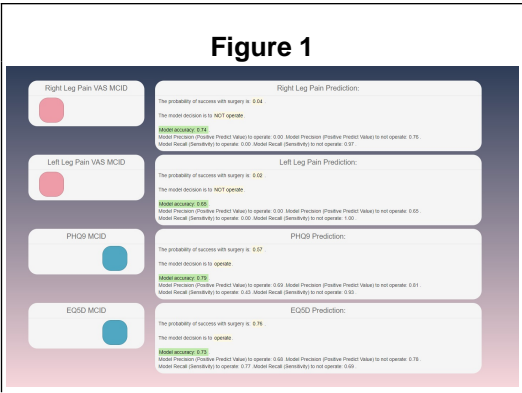 Figure 1
Right Leg Pain VAS MCID
Right Leg Pain Prediction:
The probability of success with surgery is: 0.04 .
The model decision is to NOT operate.
Model accuracy: 0.74 .
Model Precision (Positive Predict Value) to operate: 0.00. Model Precision (Positive Predict Value) to not operate: 0.76 .
Model Recall (Sensitivity) to operate: 0.00. Model Recall (Sensitivity) to not operate: 0.97 .
Left Leg Pain VAS MCID
Left Leg Pain Prediction:
The probability of success with surgery is: 0.02 .
The model decision is to NOT operate.
Model accuracy: 0.65 .
Model Precision (Positive Predict Value) to operate: 0.00. Model Precision (Positive Predict Value) to not operate: 0.65 .
Model Recall (Sensitivity) to operate: 0.00. Model Recall (Sensitivity) to not operate: 1.00 .
PHQ9 MCID
PHQ9 Prediction:
The probability of success with surgery is: 0.57 .
The model decision is to operate .
Model accuracy: 0.79 .
Model Precision (Positive Predict Value) to operate: 0.69. Model Precision (Positive Predict Value) to not operate: 0.81 .
Model Recall (Sensitivity) to operate: 0.43. Model Recall (Sensitivity) to not operate: 0.93 .
EQ5D MCID
EQ5D Prediction:
The probability of success with surgery is: 0.76 .
The model decision is to operate .
Model accuracy: 0.73 .
Model Precision (Positive Predict Value) to operate: 0.68. Model Precision (Positive Predict Value) to not operate: 0.78 .
Model Recall (Sensitivity) to operate: 0.77. Model Recall (Sensitivity) to not operate: 0.69 .